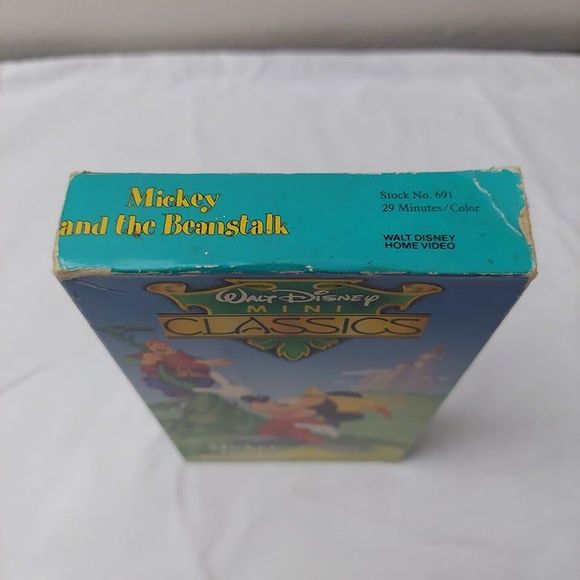 Mickey
and the Beanstalk
Stock No. 691
29 Minutes/Color
WALT DISNEY
HOME VIDEO
WALT DISNEY
MINI
CLASSICS